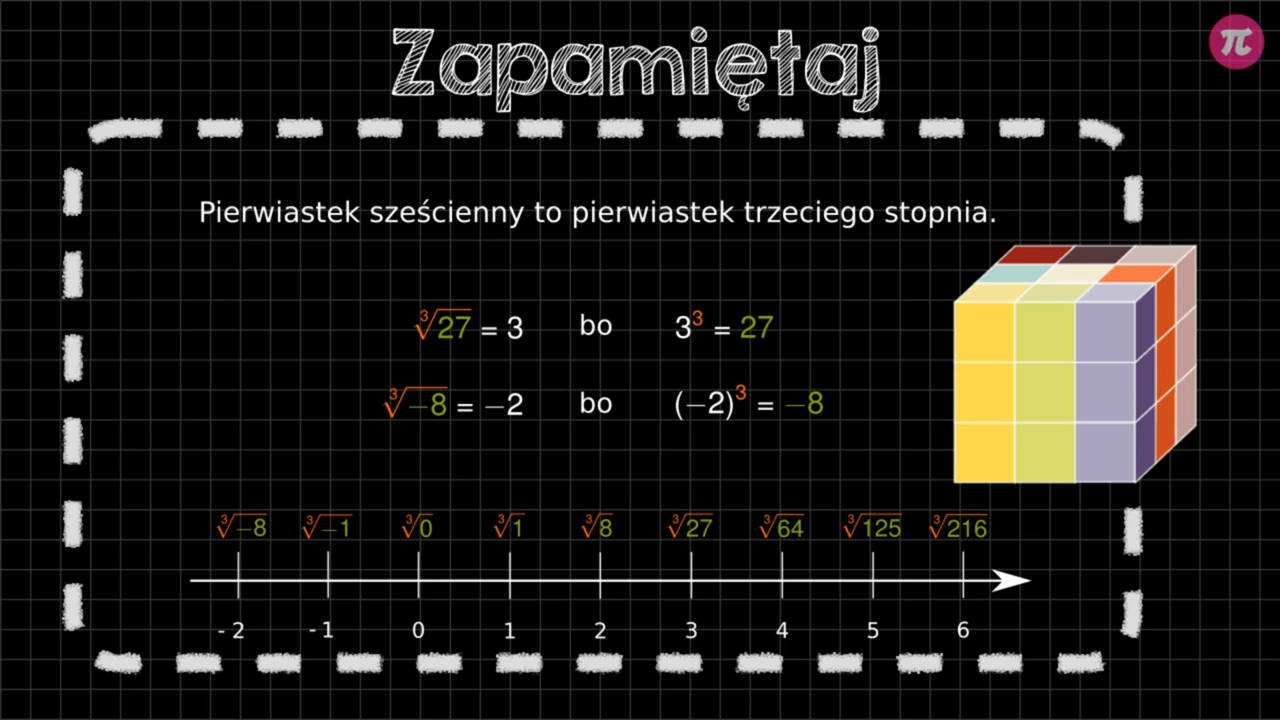 π
Zapamiętaj
Pierwiastek sześcienny to pierwiastek trzeciego stopnia.
∛27 = 3 bo 3³ = 27
∛−8 = −2 bo (−2)³ = −8
∛−8 ∛−1 ∛0 ∛1 ∛8 ∛27 ∛64 ∛125 ∛216
- 2 - 1 0 1 2 3 4 5 6